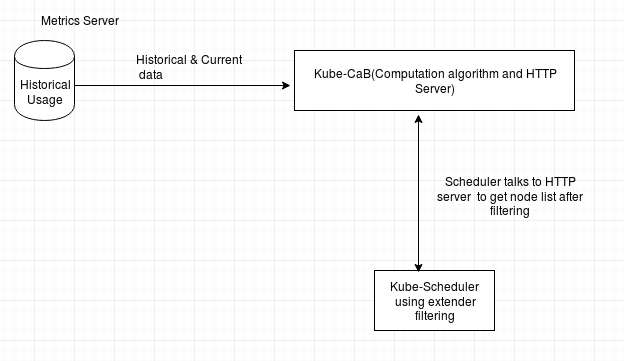 Metrics Server
Historical
Usage
Historical & Current
data
Kube-CaB(Computation algorithm and HTTP
Server)
Scheduler talks to HTTP
server to get node list after
filtering
Kube-Scheduler
using extender
filtering